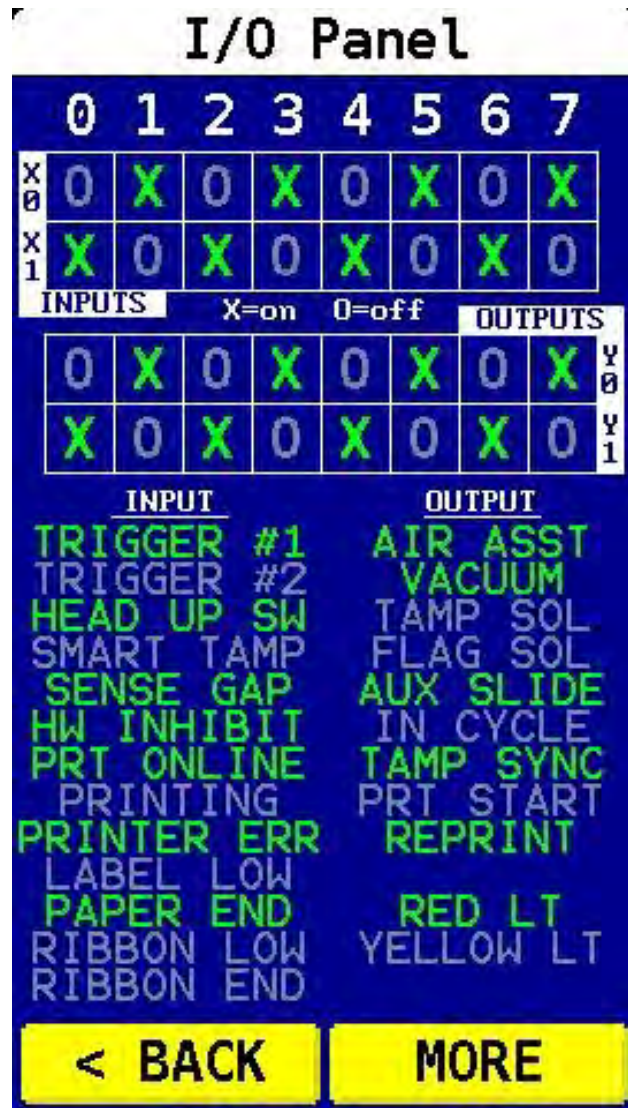 I/O Panel
0 1 2 3 4 5 6 7
X0 O X O X O X O X
X1 X O X O X O X O
INPUTS X=on O=off OUTPUTS
O X O X O X O X Y0
X O X O X O X O Y1
INPUT OUTPUT
TRIGGER #1 AIR ASST
TRIGGER #2 VACUUM
HEAD UP SW TAMP SOL
SMART TAMP FLAG SOL
SENSE GAP AUX SLIDE
HW INHIBIT IN CYCLE
PRT ONLINE TAMP SYNC
PRINTING PRT START
PRINTER ERR REPRINT
LABEL LOW
PAPER END RED LT
RIBBON LOW YELLOW LT
RIBBON END
< BACK MORE